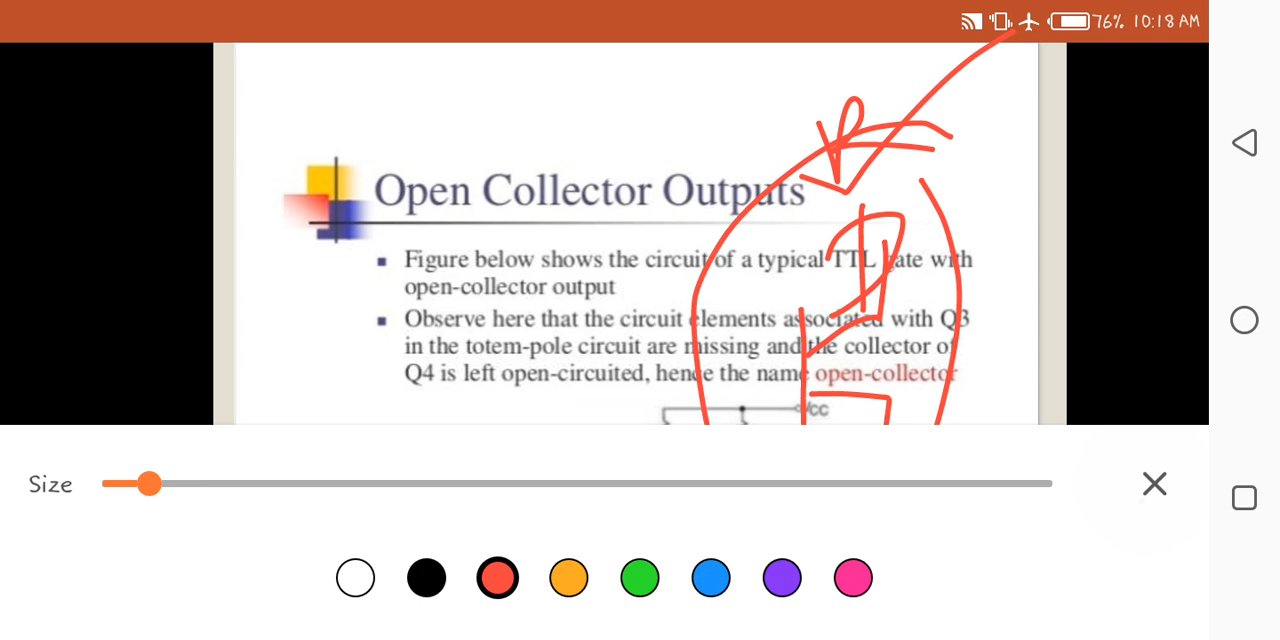 76% 10:18 AM
Open Collector Outputs
Figure below shows the circuit of a typical TTL gate with
open-collector output
Observe here that the circuit elements associated with Q3
in the totem-pole circuit are missing and the collector of
Q4 is left open-circuited, hence the name open-collector
Vcc
Size